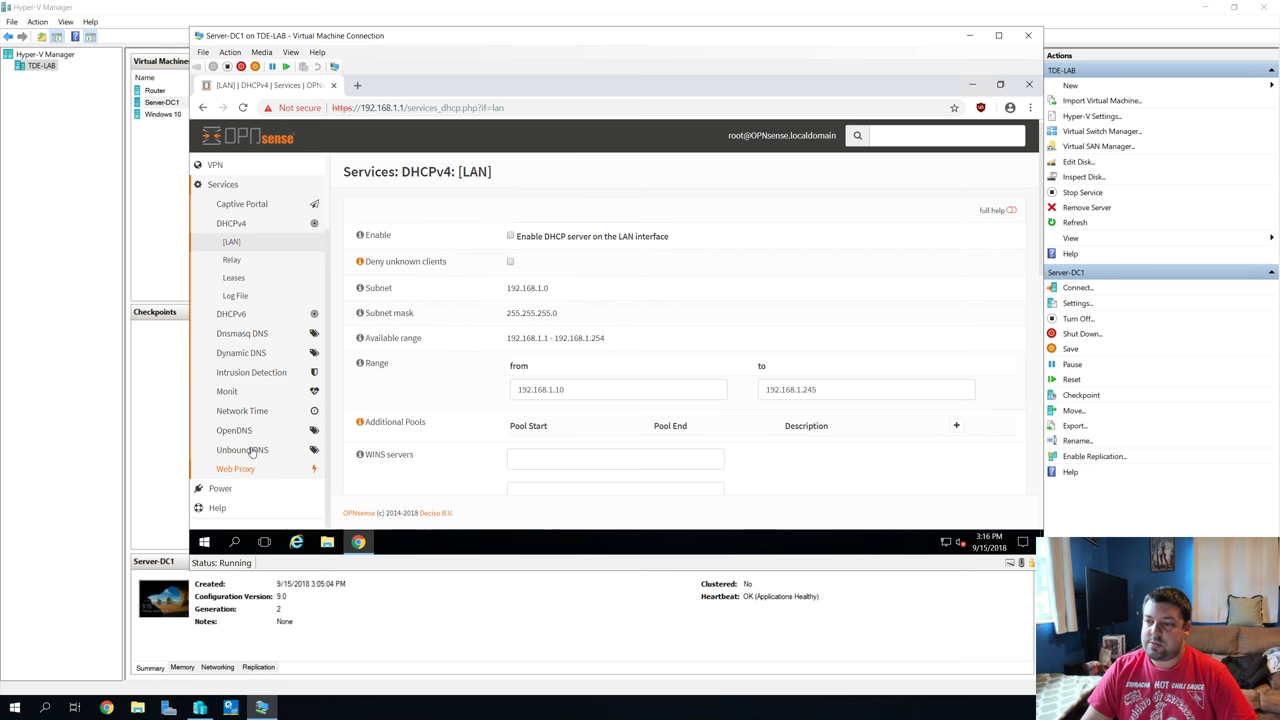 Hyper-V Manager
File Action View Help
Hyper-V Manager
TDE-LAB
Virtual Machine
Name
Router
Server-DC1
Windows 10
Checkpoints
Server-DC1 on TDE-LAB - Virtual Machine Connection
File Action Media View Help
[LAN] | DHCPv4 | Services | OPN
Not secure https://192.168.1.1/services_dhcp.php?if=lan
OPNsense
root@OPNsense.localdomain
VPN
Services
Captive Portal
DHCPv4
[LAN]
Relay
Leases
Log File
DHCPv6
Dnsmasq DNS
Dynamic DNS
Intrusion Detection
Monit
Network Time
OpenDNS
Unbound DNS
Web Proxy
Power
Help
Services: DHCPv4: [LAN]
full help
Enable Enable DHCP server on the LAN interface
Deny unknown clients
Subnet 192.168.1.0
Subnet mask 255.255.255.0
Available range 192.168.1.1 - 192.168.1.254
Range from to
192.168.1.10 192.168.1.245
Additional Pools Pool Start Pool End Description
WINS servers
OPNsense (c) 2014-2018 Deciso B.V.
3:16 PM
9/15/2018
Status: Running
Server-DC1
Created: 9/15/2018 3:05:04 PM Clustered: No
Configuration Version: 9.0 Heartbeat: OK (Applications Healthy)
Generation: 2
Notes: None
Summary Memory Networking Replication
Actions
TDE-LAB
New
Import Virtual Machine...
Hyper-V Settings...
Virtual Switch Manager...
Virtual SAN Manager...
Edit Disk...
Inspect Disk...
Stop Service
Remove Server
Refresh
View
Help
Server-DC1
Connect...
Settings...
Turn Off...
Shut Down...
Save
Pause
Reset
Checkpoint
Move...
Export...
Rename...
Enable Replication...
Help
SRIRACHA HOT CHILI SAUCE